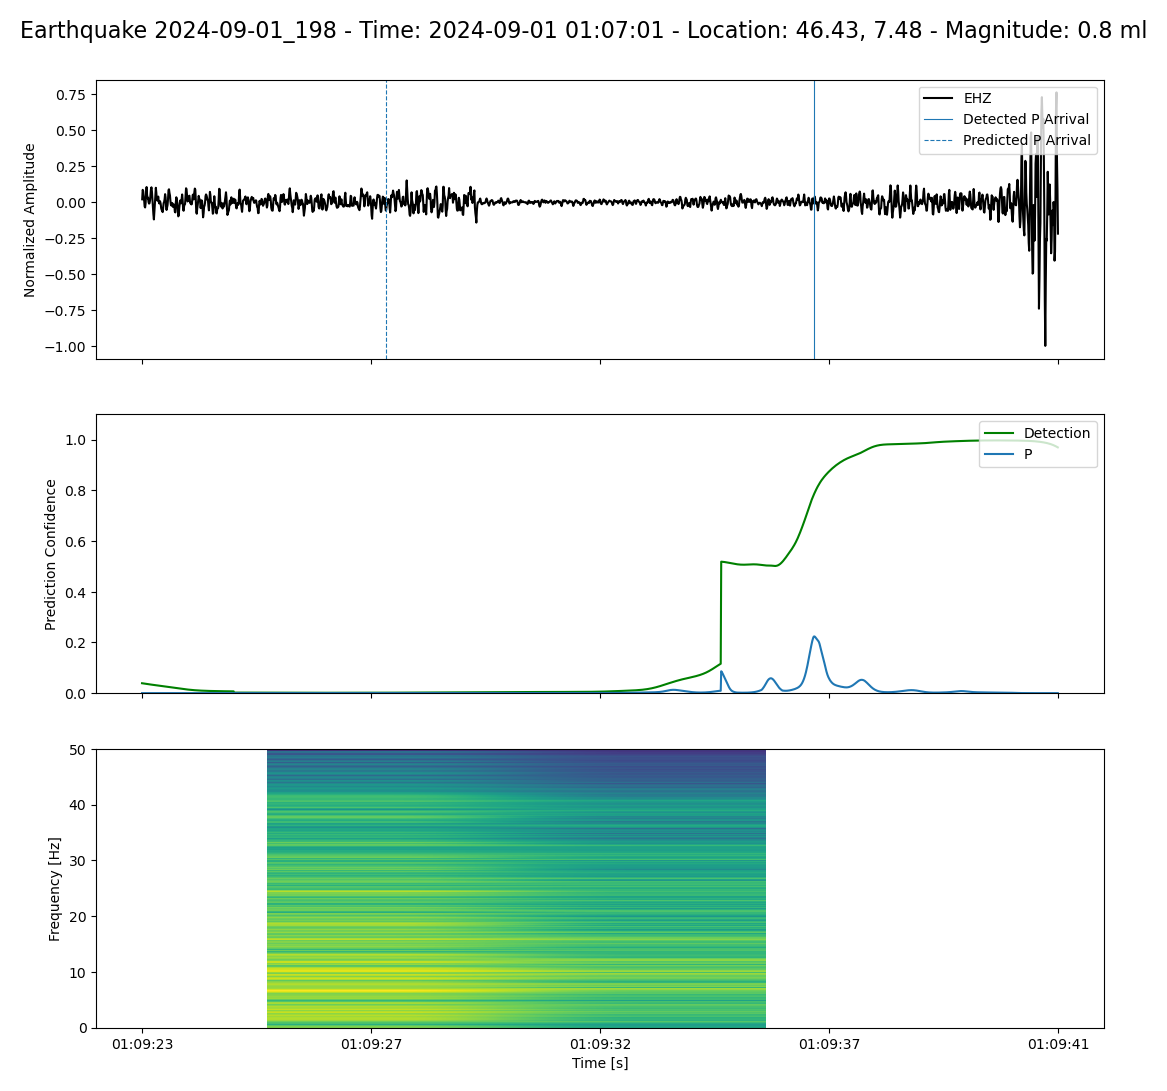 Earthquake 2024-09-01_198 - Time: 2024-09-01 01:07:01 - Location: 46.43, 7.48 - Magnitude: 0.8 ml
0.75
0.50
0.25
0.00
−0.25
−0.50
−0.75
−1.00
Normalized Amplitude
EHZ
Detected P Arrival
Predicted P Arrival
1.0
0.8
0.6
0.4
0.2
0.0
Prediction Confidence
Detection
P
50
40
30
20
10
0
Frequency [Hz]
01:09:23
01:09:27
01:09:32
01:09:37
01:09:41
Time [s]